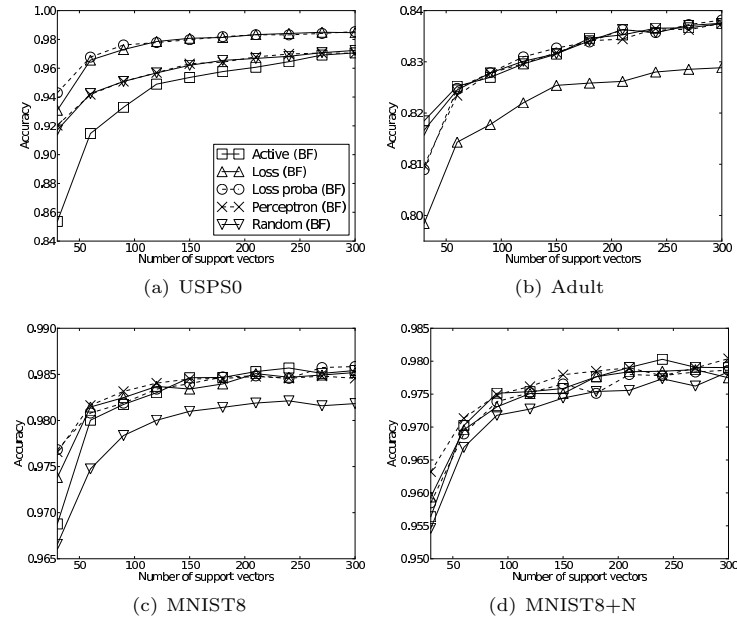 1.00
0.98
0.96
0.94
0.92
0.90
0.88
0.86
0.84
50 100 150 200 250 300
Accuracy
Number of support vectors
Active (BF)
Loss (BF)
Loss proba (BF)
Perceptron (BF)
Random (BF)
(a) USPS0
0.84
0.83
0.82
0.81
0.80
50 100 150 200 250 300
Accuracy
Number of support vectors
(b) Adult
0.990
0.985
0.980
0.975
0.970
0.965
50 100 150 200 250 300
Accuracy
Number of support vectors
(c) MNIST8
0.985
0.980
0.975
0.970
0.965
0.960
0.955
0.950
50 100 150 200 250 300
Accuracy
Number of support vectors
(d) MNIST8+N